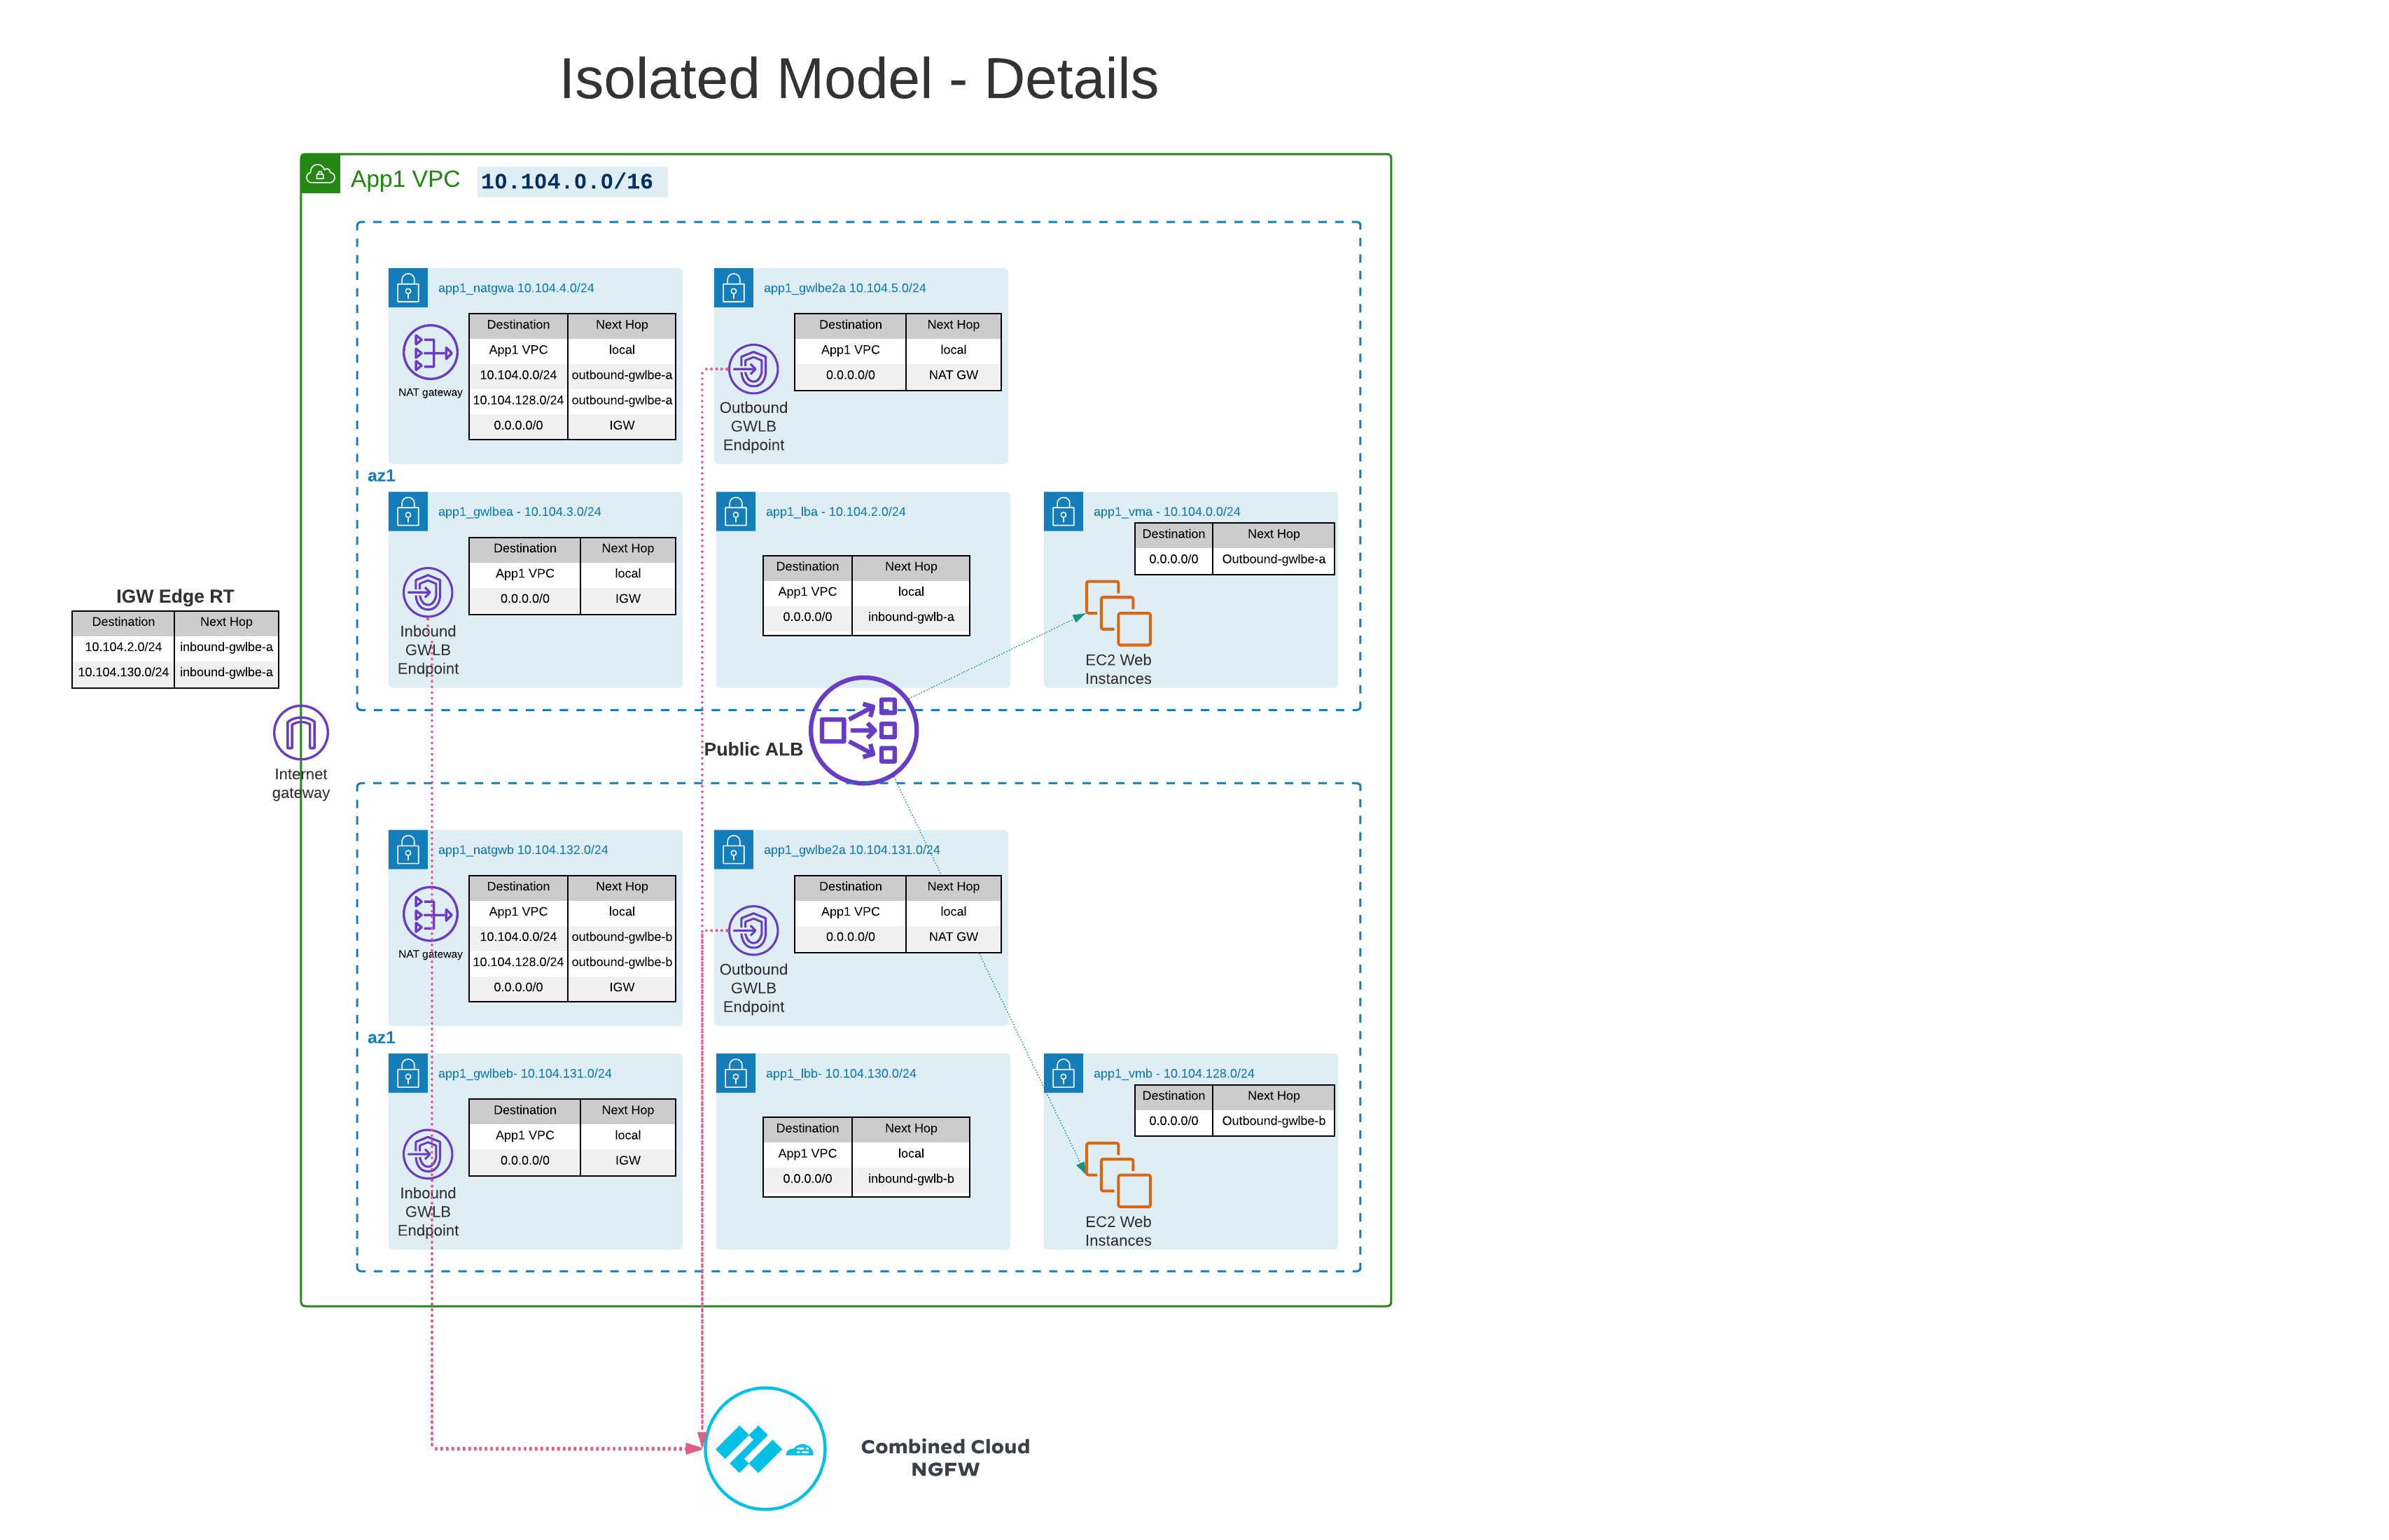 Isolated Model - Details
App1 VPC 10.104.0.0/16
app1_natgwa 10.104.4.0/24
Destination Next Hop
App1 VPC local
10.104.0.0/24 outbound-gwlbe-a
10.104.128.0/24 outbound-gwlbe-a
0.0.0.0/0 IGW
NAT gateway
app1_gwlbe2a 10.104.5.0/24
Destination Next Hop
App1 VPC local
0.0.0.0/0 NAT GW
Outbound
GWLB
Endpoint
az1
app1_gwlbea - 10.104.3.0/24
Destination Next Hop
App1 VPC local
0.0.0.0/0 IGW
Inbound
GWLB
Endpoint
app1_lba - 10.104.2.0/24
Destination Next Hop
App1 VPC local
0.0.0.0/0 inbound-gwlb-a
app1_vma - 10.104.0.0/24
Destination Next Hop
0.0.0.0/0 Outbound-gwlbe-a
EC2 Web
Instances
IGW Edge RT
Destination Next Hop
10.104.2.0/24 inbound-gwlbe-a
10.104.130.0/24 inbound-gwlbe-a
Internet
gateway
Public ALB
app1_natgwb 10.104.132.0/24
Destination Next Hop
App1 VPC local
10.104.0.0/24 outbound-gwlbe-b
10.104.128.0/24 outbound-gwlbe-b
0.0.0.0/0 IGW
NAT gateway
app1_gwlbe2a 10.104.131.0/24
Destination Next Hop
App1 VPC local
0.0.0.0/0 NAT GW
Outbound
GWLB
Endpoint
az1
app1_gwlbeb- 10.104.131.0/24
Destination Next Hop
App1 VPC local
0.0.0.0/0 IGW
Inbound
GWLB
Endpoint
app1_lbb- 10.104.130.0/24
Destination Next Hop
App1 VPC local
0.0.0.0/0 inbound-gwlb-b
app1_vmb - 10.104.128.0/24
Destination Next Hop
0.0.0.0/0 Outbound-gwlbe-b
EC2 Web
Instances
Combined Cloud
NGFW